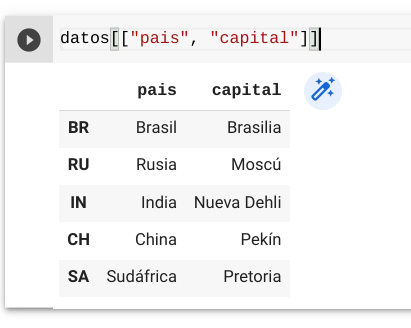 datos[["pais", "capital"]]
pais capital
BR Brasil Brasilia
RU Rusia Moscú
IN India Nueva Dehli
CH China Pekín
SA Sudáfrica Pretoria